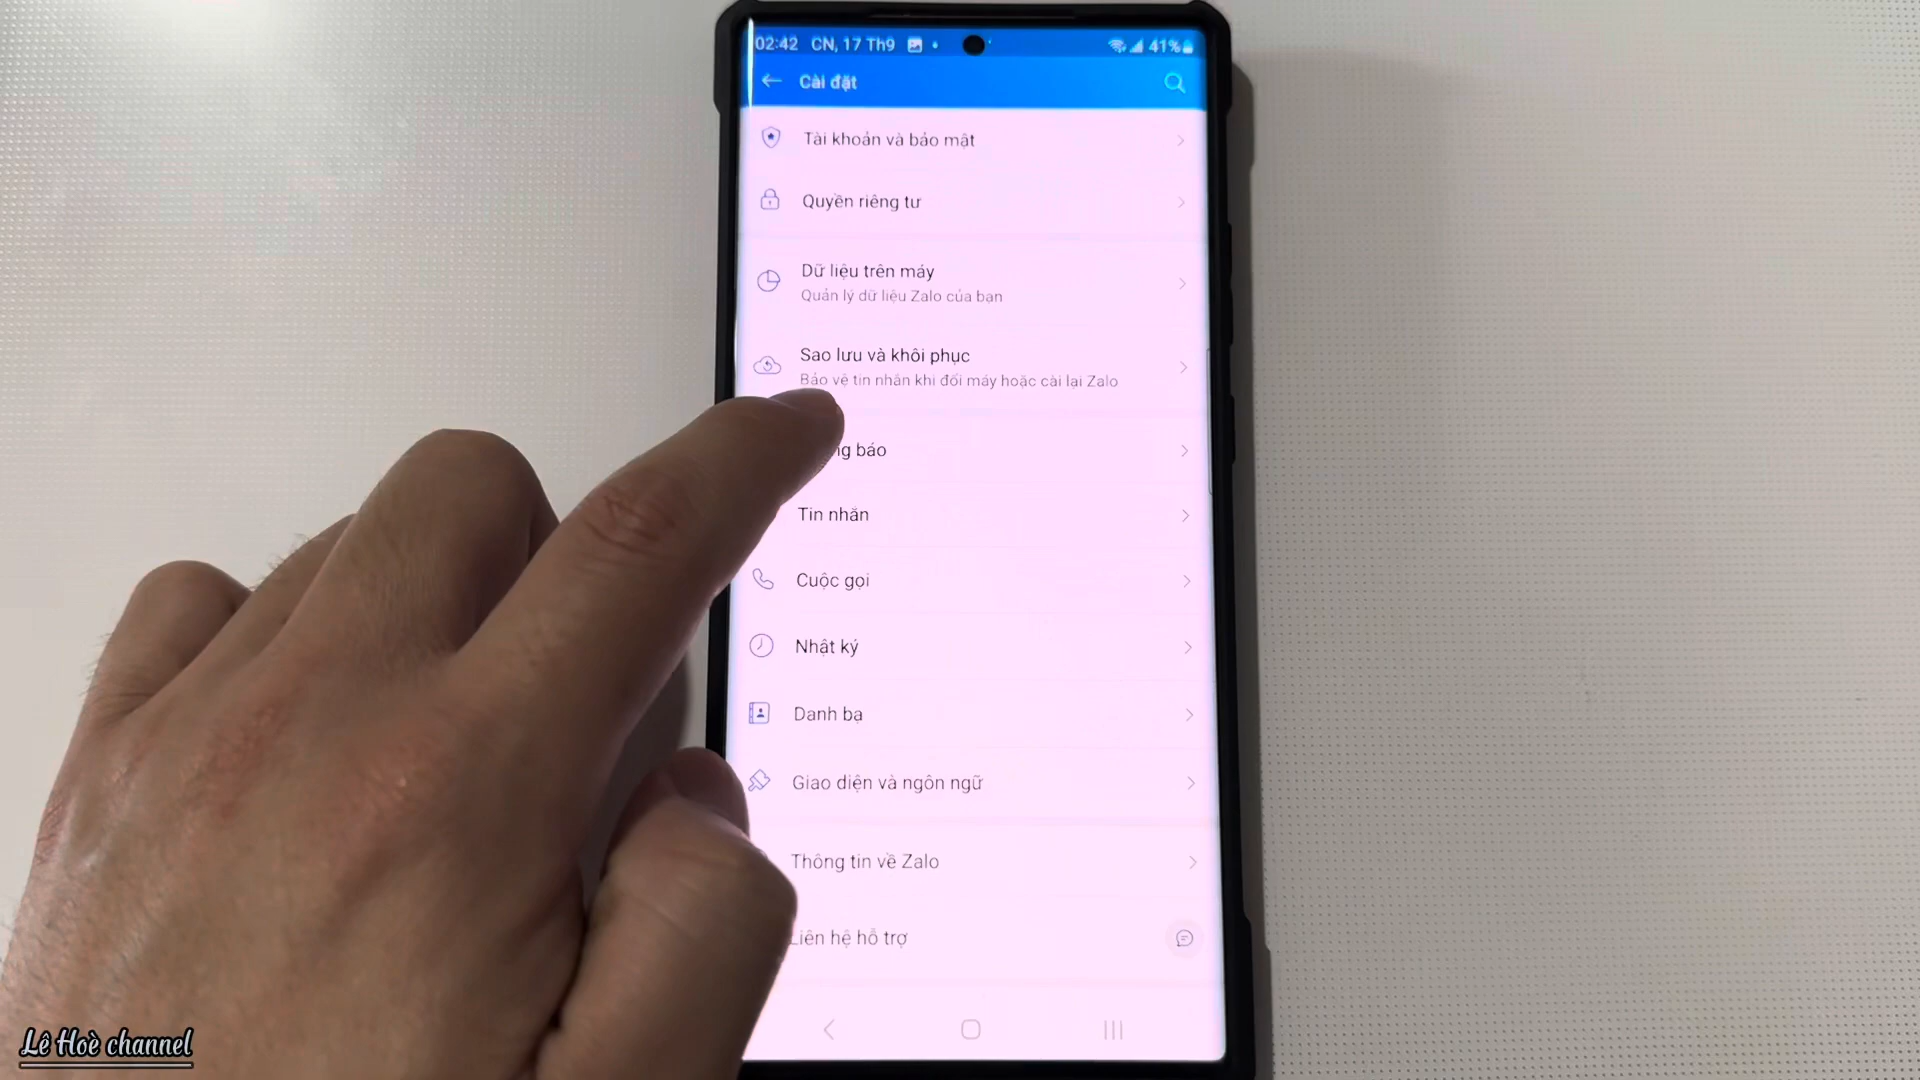 02:42 CN, 17 Th9 41%
Cài đặt
Tài khoản và bảo mật
Quyền riêng tư
Dữ liệu trên máy
Quản lý dữ liệu Zalo của bạn
Sao lưu và khôi phục
Bảo vệ tin nhắn khi đổi máy hoặc cài lại Zalo
báo
Tin nhắn
Cuộc gọi
Nhật ký
Danh bạ
Giao diện và ngôn ngữ
Thông tin về Zalo
Liên hệ hỗ trợ
Lê Hoè channel